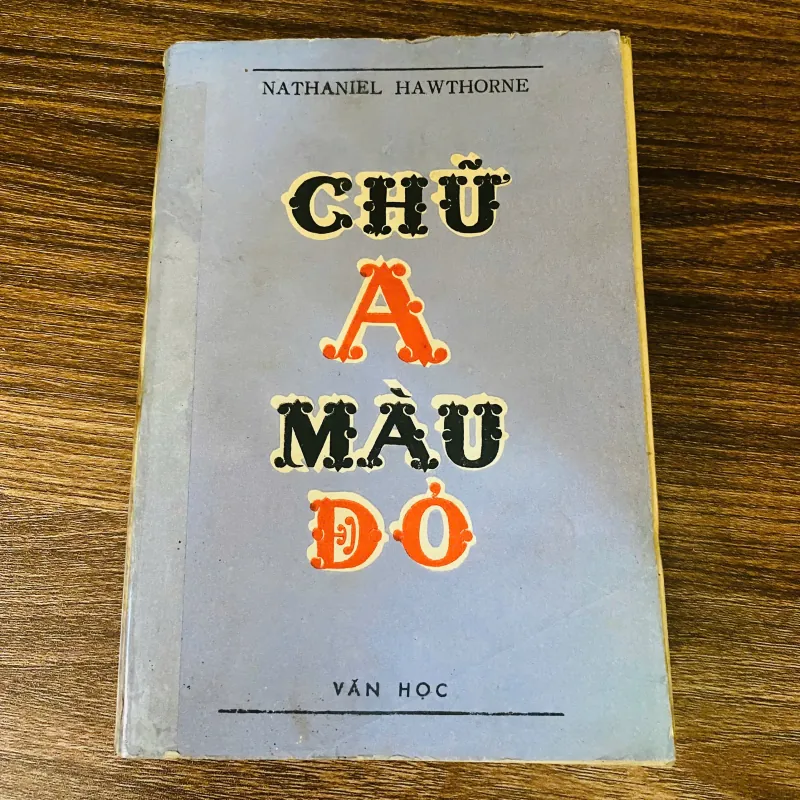 NATHANIEL HAWTHORNE
CHỮ
A
MÀU
ĐỎ
VĂN HỌC